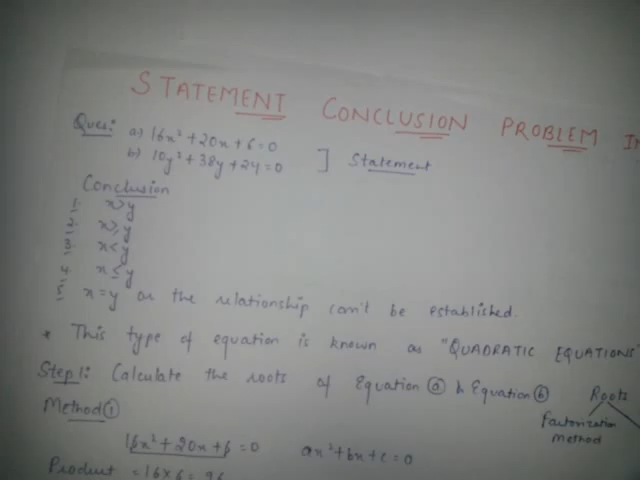 STATEMENT CONCLUSION PROBLEM
Ques: a) 16x² + 20x + 6 = 0
b) 10y² + 38y + 24 = 0 ] Statement
Conclusion
1. x > y
2. x ≥ y
3. x < y
4. x ≤ y
5. x = y or the relationship can't be established.
* This type of equation is known as "QUADRATIC EQUATIONS"
Step 1: Calculate the roots of Equation ⓐ & Equation ⓑ Roots
Method ① Factorization
method
16x² + 20x + 6 = 0 ax² + bx + c = 0
Product = 16 x 6 = 96